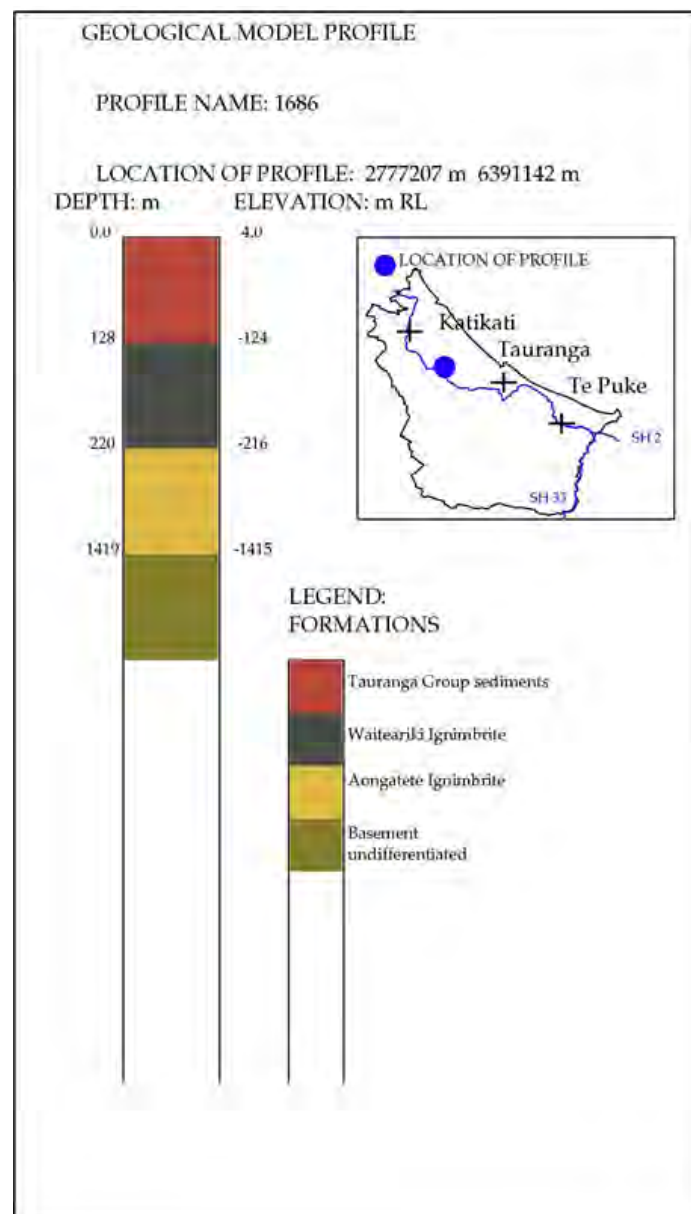 GEOLOGICAL MODEL PROFILE
PROFILE NAME: 1686
LOCATION OF PROFILE: 2777207 m 6391142 m
DEPTH: m ELEVATION: m RL
0.0 4.0
128 -124
220 -216
1419 -1415
LOCATION OF PROFILE
Katikati
Tauranga
Te Puke
SH 2
SH 33
LEGEND:
FORMATIONS
Tauranga Group sediments
Waiteariki Ignimbrite
Aongatete Ignimbrite
Basement
undifferentiated